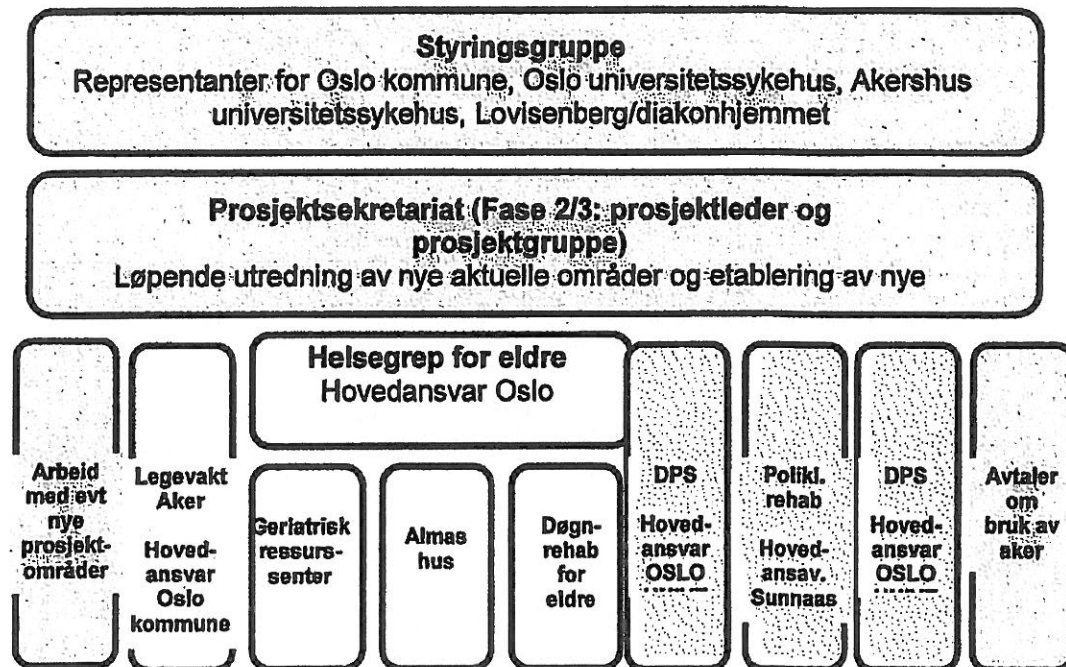 Styringsgruppe
Representanter for Oslo kommune, Oslo universitetssykehus, Akershus
universitetssykehus, Lovisenberg/diakonhjemmet
Prosjektsekretariat (Fase 2/3: prosjektleder og
prosjektgruppe)
Løpende utredning av nye aktuelle områder og etablering av nye
Arbeid
med evt
nye
prosjekt-
områder
Legevakt
Aker
Hoved-
ansvar
Oslo
kommune
Helsegrep for eldre
Hovedansvar Oslo
Geriatrisk
ressurs-
senter
Almas
hus
Døgn-
rehab
for
eldre
DPS
Hoved-
ansvar
OSLO
Polikl.
rehab
Hoved-
ansav.
Sunnaas
DPS
Hoved-
ansvar
OSLO
Avtaler
om
bruk av
aker